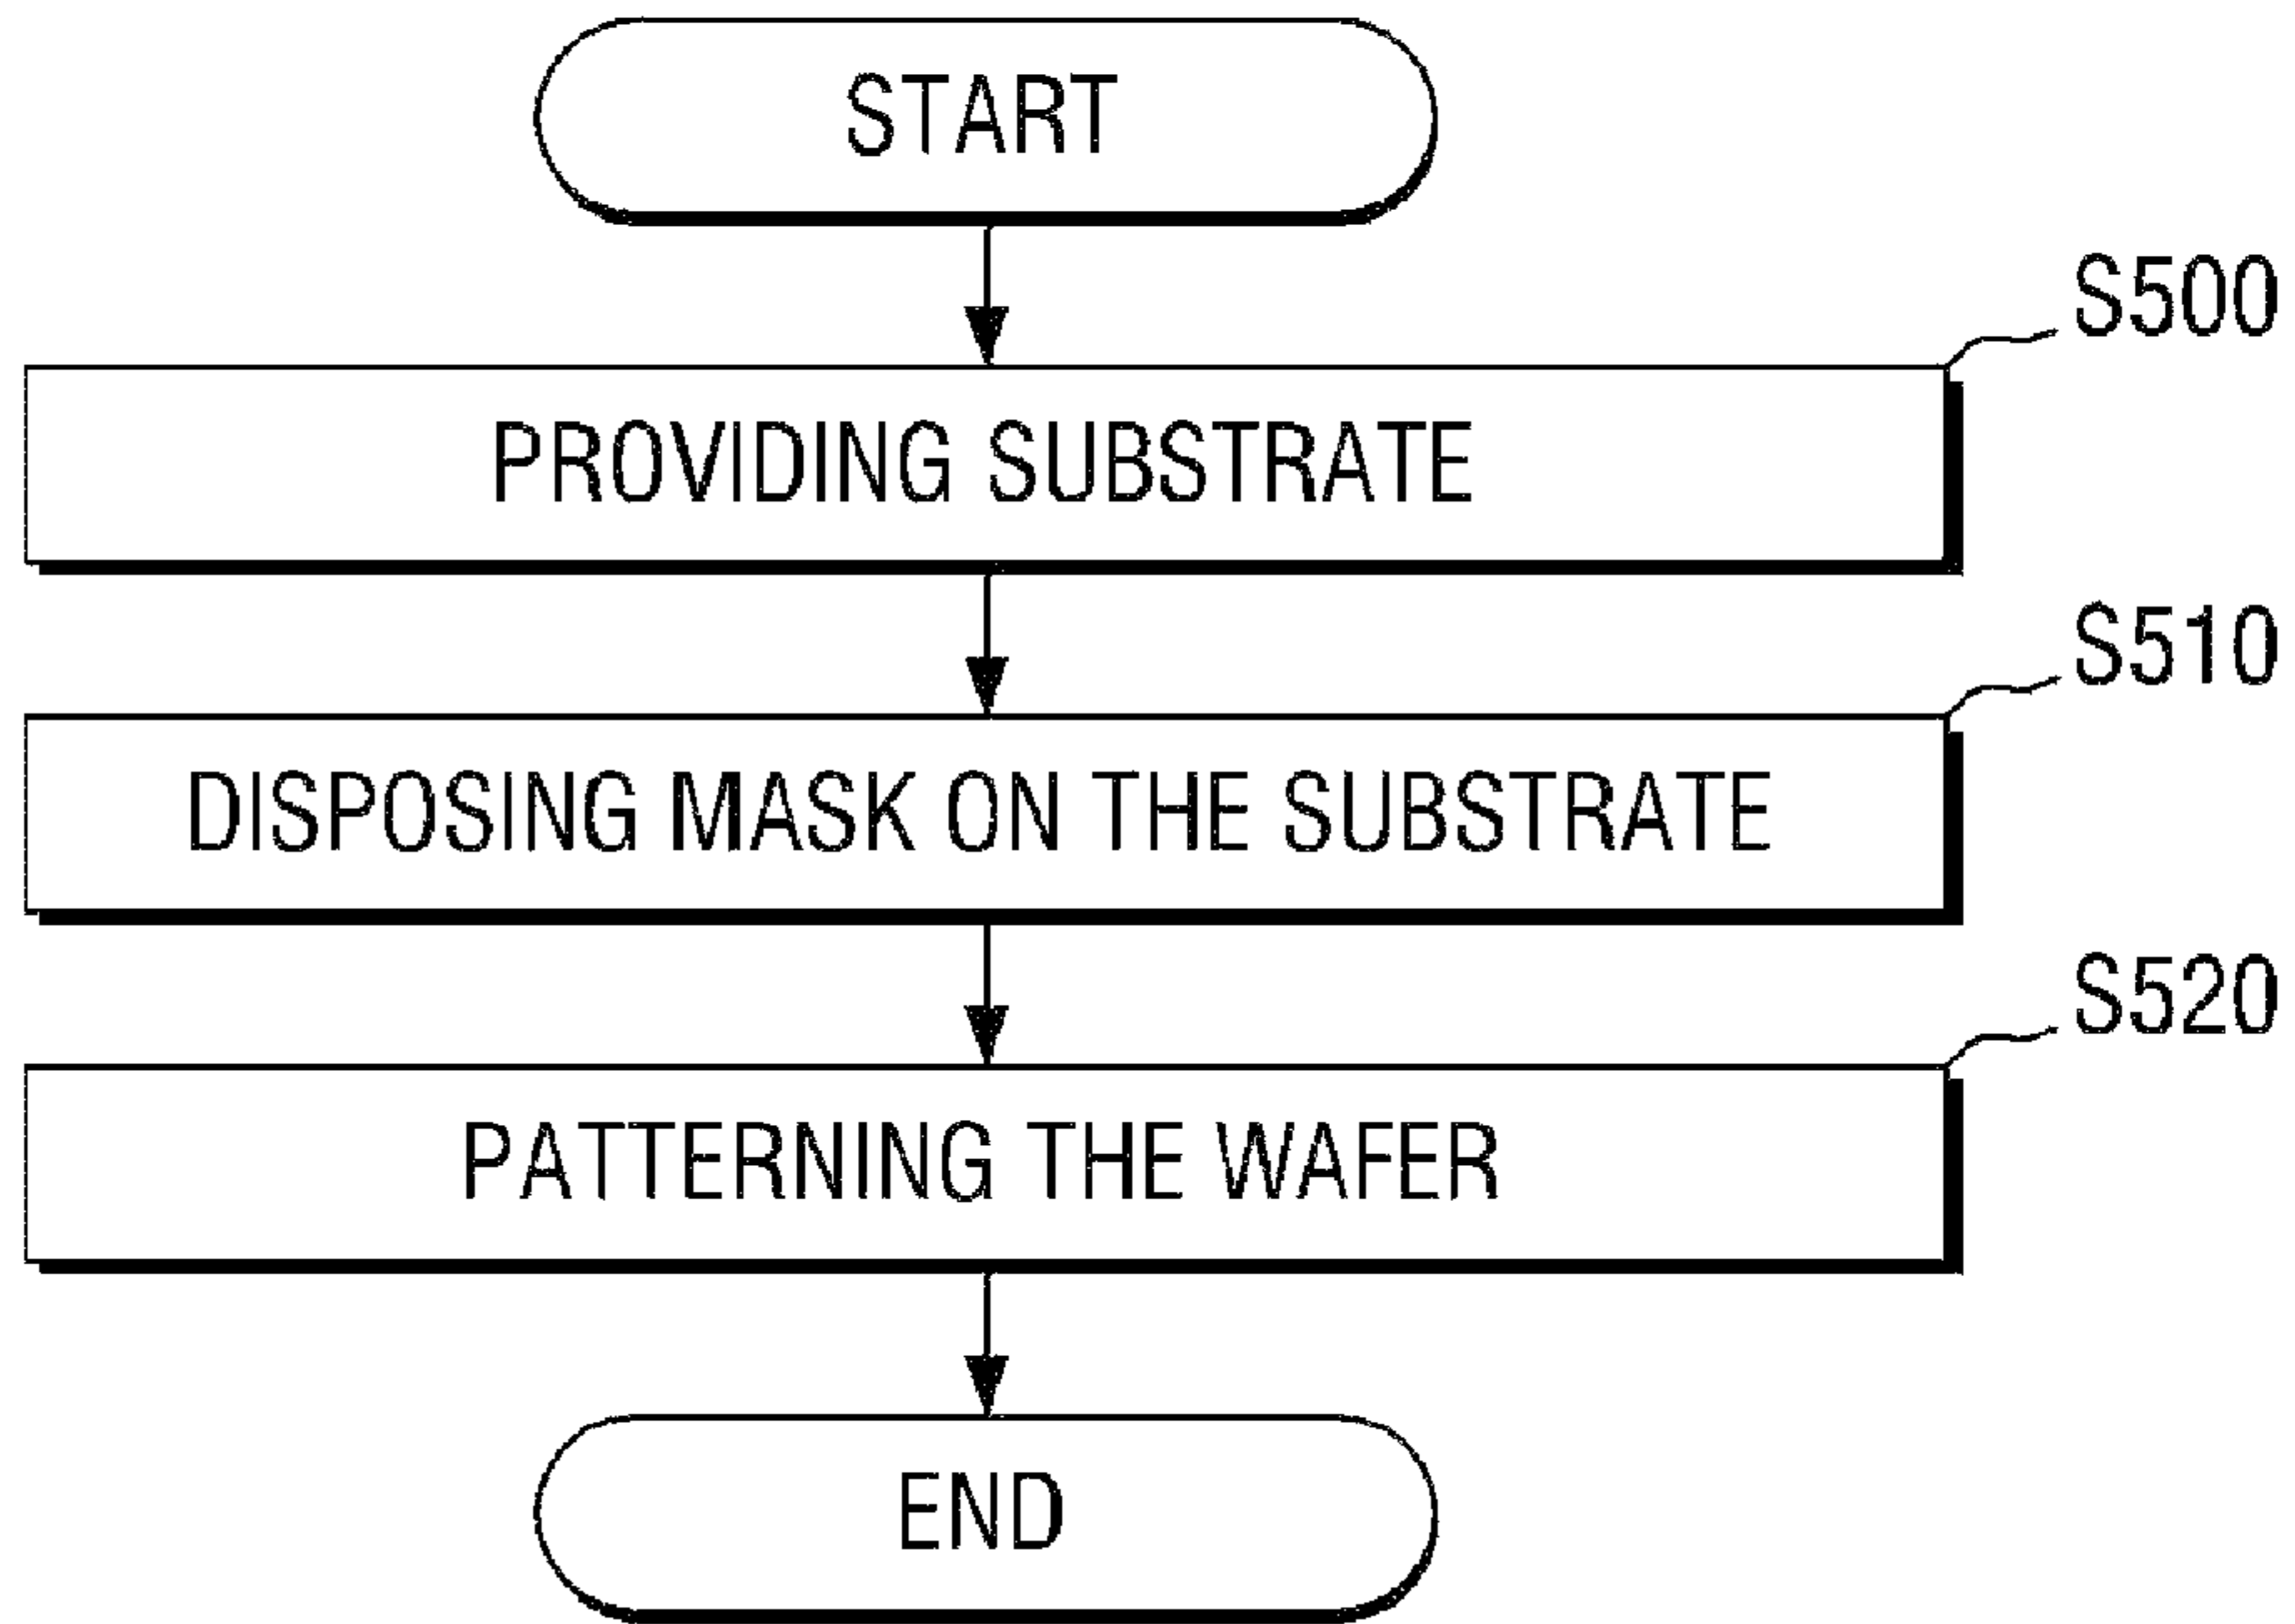 START
S500
PROVIDING SUBSTRATE
S510
DISPOSING MASK ON THE SUBSTRATE
S520
PATTERNING THE WAFER
END